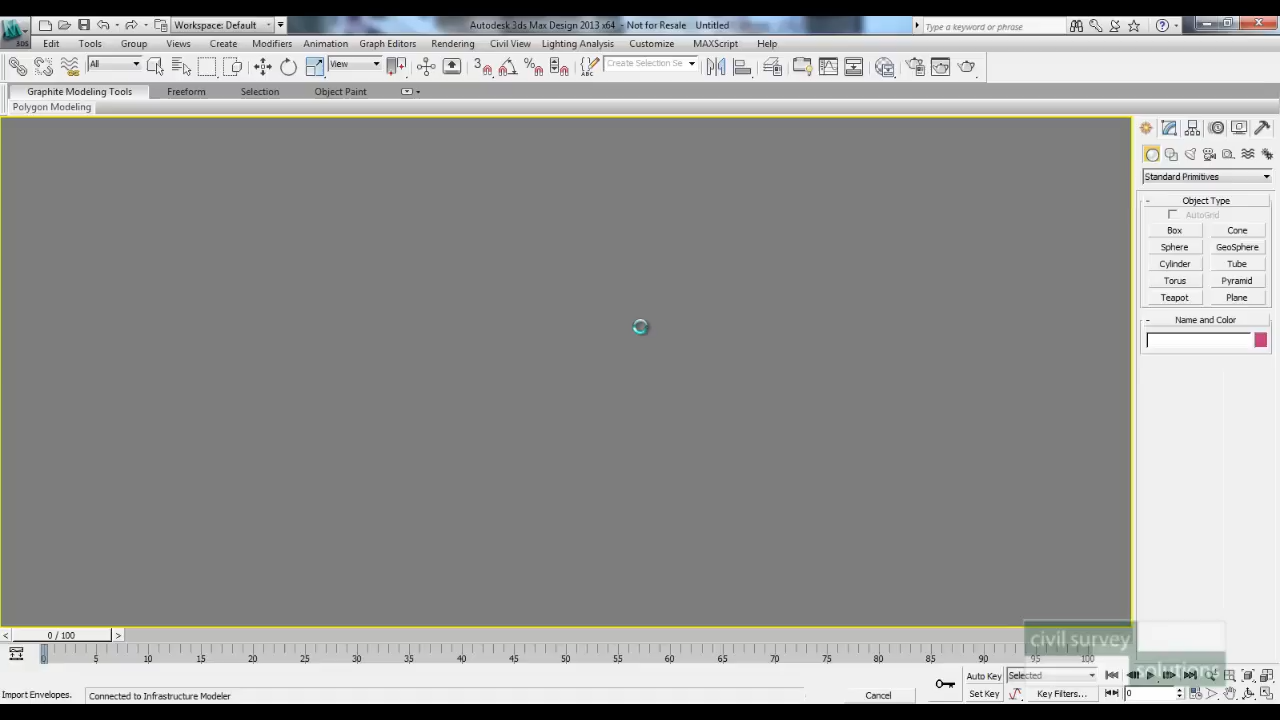 Workspace: Default
Autodesk 3ds Max Design 2013 x64 - Not for Resale Untitled
Type a keyword or phrase
3DS
Edit Tools Group Views Create Modifiers Animation Graph Editors Rendering Civil View Lighting Analysis Customize MAXScript Help
All
View
3
%
ABC
Create Selection Se
Graphite Modeling Tools Freeform Selection Object Paint
Polygon Modeling
Standard Primitives
- Object Type
AutoGrid
Box Cone
Sphere GeoSphere
Cylinder Tube
Torus Pyramid
Teapot Plane
- Name and Color
< 0 / 100 >
0 5 10 15 20 25 30 35 40 45 50 55 60 65 70 75 80 85 90 95 100
civil survey
solutions
Auto Key Selected
Import Envelopes. Connected to Infrastructure Modeler Cancel
Set Key Key Filters... 0